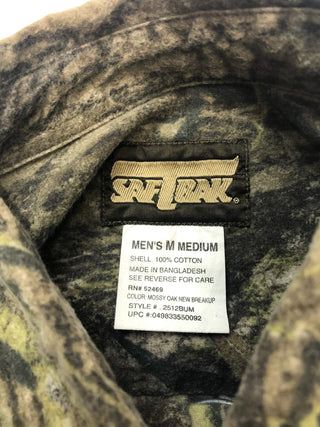 SAFTBAK®
MEN'S M MEDIUM
SHELL 100% COTTON
MADE IN BANGLADESH
SEE REVERSE FOR CARE
RN# 52469
COLOR MOSSY OAK NEW BREAKUP
STYLE # .2512BUM
UPC #:049833550092